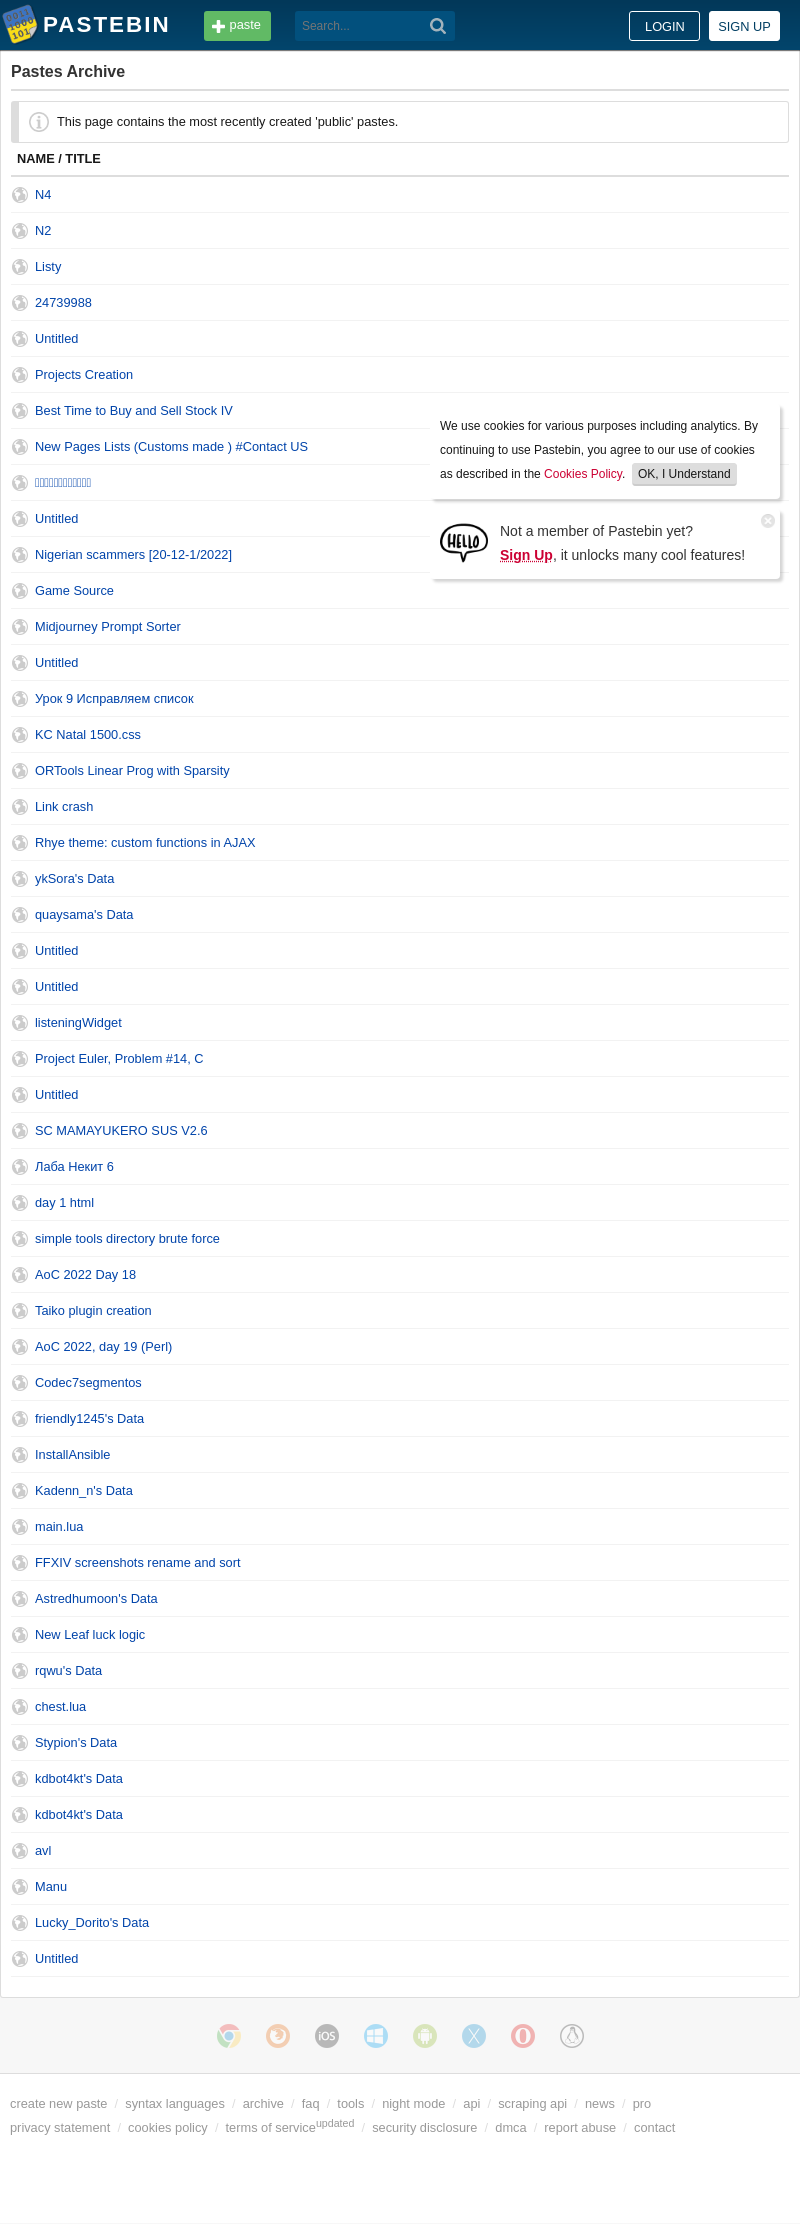 PASTEBIN
paste
Search...
LOGIN
SIGN UP
Pastes Archive
This page contains the most recently created 'public' pastes.
NAME / TITLE
N4
N2
Listy
24739988
Untitled
Projects Creation
Best Time to Buy and Sell Stock IV
New Pages Lists (Customs made ) #Contact US
Untitled
Nigerian scammers [20-12-1/2022]
We use cookies for various purposes including analytics. By
continuing to use Pastebin, you agree to our use of cookies
as described in the Cookies Policy. OK, I Understand
HELLO
Not a member of Pastebin yet?
Sign Up, it unlocks many cool features!
Game Source
Midjourney Prompt Sorter
Untitled
Урок 9 Исправляем список
KC Natal 1500.css
ORTools Linear Prog with Sparsity
Link crash
Rhye theme: custom functions in AJAX
ykSora's Data
quaysama's Data
Untitled
Untitled
listeningWidget
Project Euler, Problem #14, C
Untitled
SC MAMAYUKERO SUS V2.6
Лаба Некит 6
day 1 html
simple tools directory brute force
AoC 2022 Day 18
Taiko plugin creation
AoC 2022, day 19 (Perl)
Codec7segmentos
friendly1245's Data
InstallAnsible
Kadenn_n's Data
main.lua
FFXIV screenshots rename and sort
Astredhumoon's Data
New Leaf luck logic
rqwu's Data
chest.lua
Stypion's Data
kdbot4kt's Data
kdbot4kt's Data
avl
Manu
Lucky_Dorito's Data
Untitled
iOS
create new paste / syntax languages / archive / faq / tools / night mode / api / scraping api / news / pro
privacy statement / cookies policy / terms of service updated / security disclosure / dmca / report abuse / contact